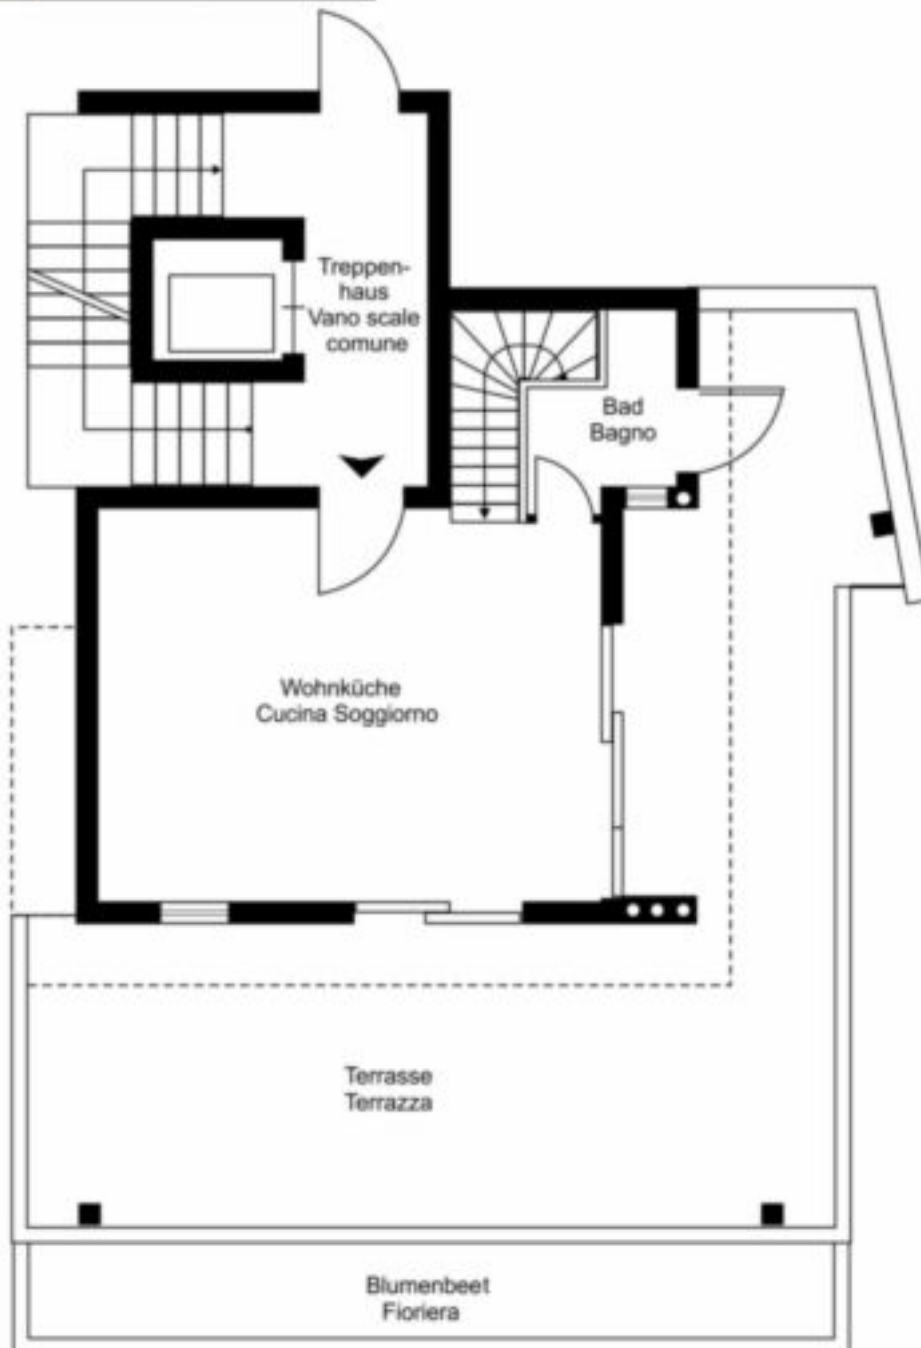 Treppen-
haus
Vano scale
comune
Bad
Bagno
Wohnküche
Cucina Soggiorno
Terrasse
Terrazza
Blumenbeet
Fioriera